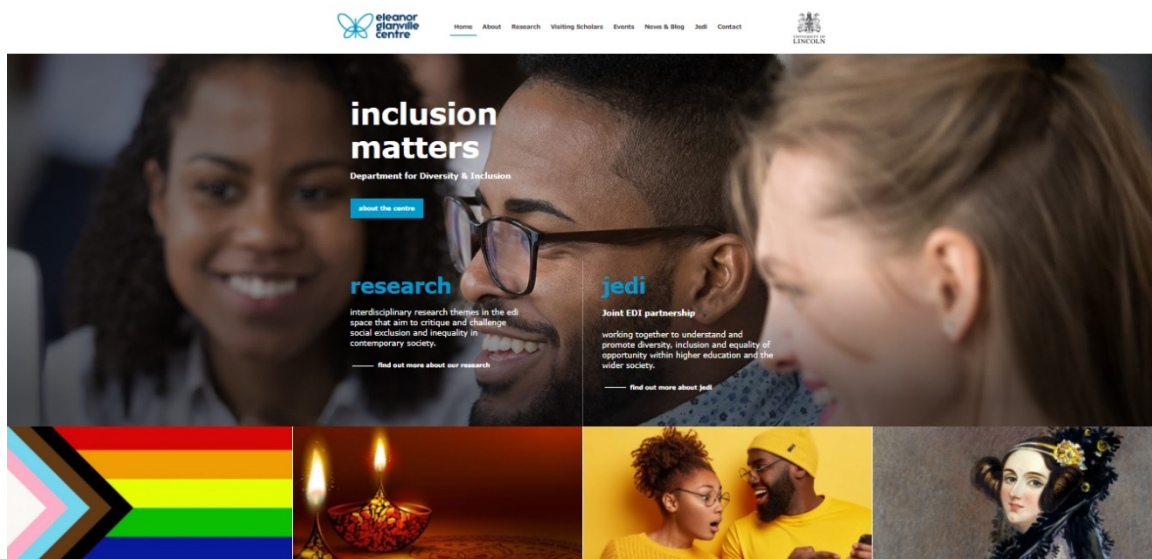 eleanor
glanville
centre
Home About Research Visiting Scholars Events News & Blog Jedi Contact
UNIVERSITY OF
LINCOLN
inclusion
matters
Department for Diversity & Inclusion
about the centre
research
interdisciplinary research themes in the edi
space that aim to critique and challenge
social exclusion and inequality in
contemporary society.
find out more about our research
jedi
Joint EDI partnership
working together to understand and
promote diversity, inclusion and equality of
opportunity within higher education and the
wider society.
find out more about jedi